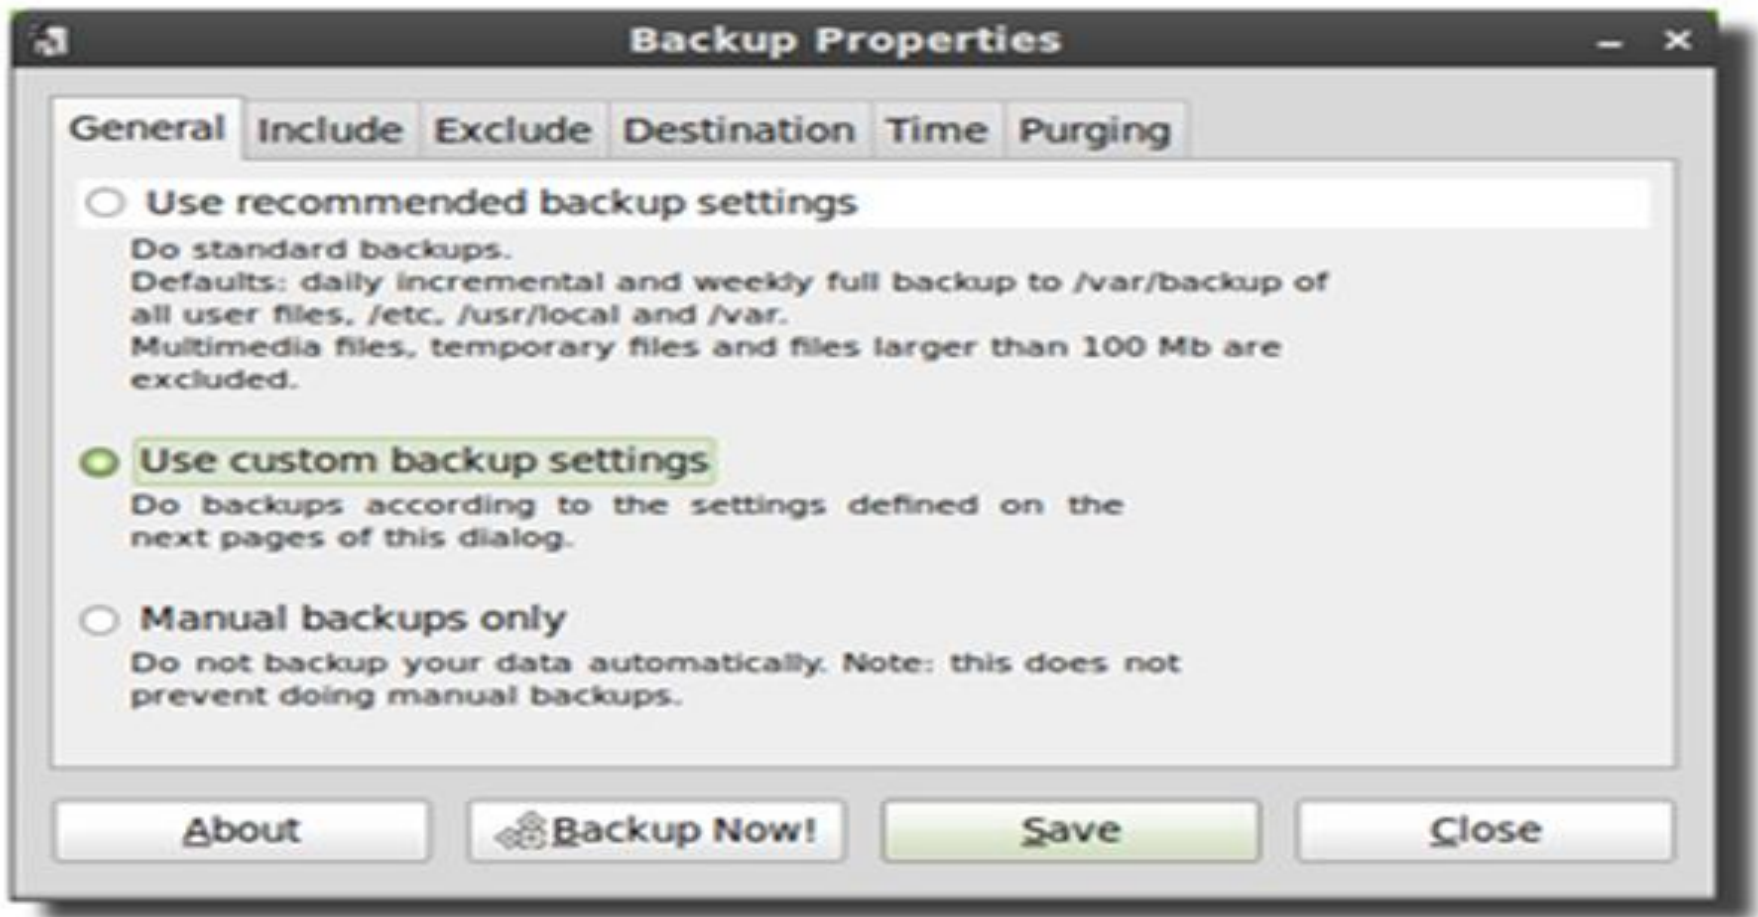 Backup Properties
General Include Exclude Destination Time Purging
Use recommended backup settings
Do standard backups.
Defaults: daily incremental and weekly full backup to /var/backup of
all user files, /etc, /usr/local and /var.
Multimedia files, temporary files and files larger than 100 Mb are
excluded.
Use custom backup settings
Do backups according to the settings defined on the
next pages of this dialog.
Manual backups only
Do not backup your data automatically. Note: this does not
prevent doing manual backups.
About Backup Now! Save Close